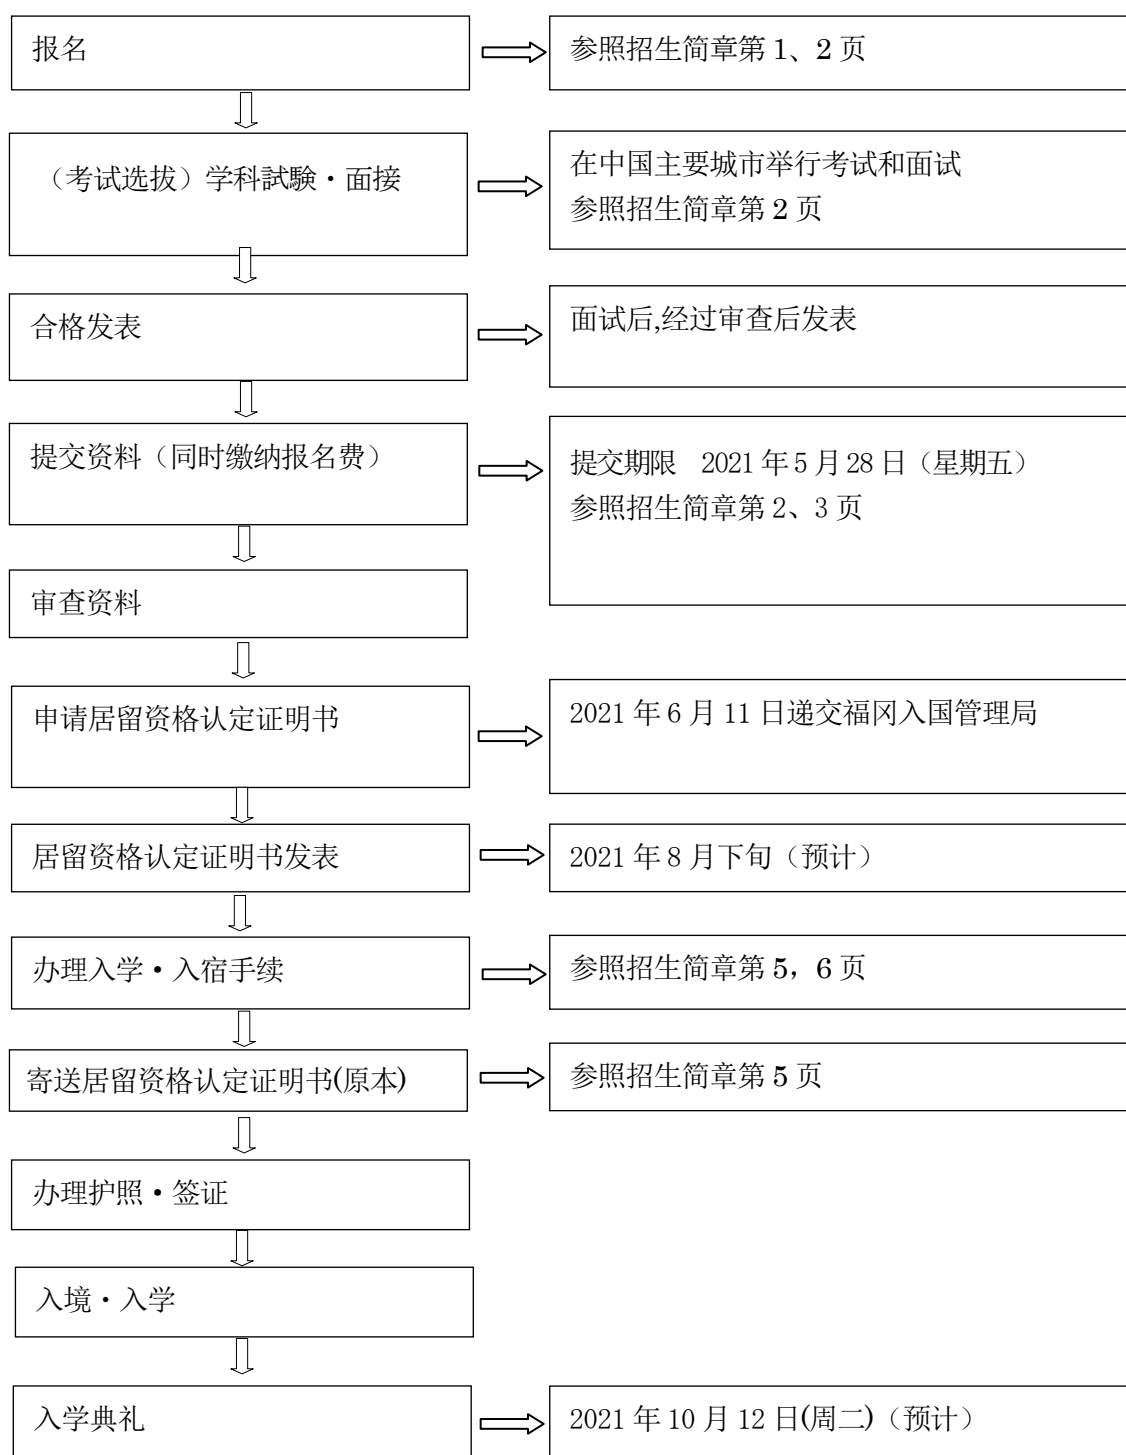 报名
参照招生简章第 1、2 页
（考试选拔）学科試験・面接
在中国主要城市举行考试和面试
参照招生简章第 2 页
合格发表
面试后,经过审查后发表
提交资料（同时缴纳报名费）
提交期限　2021 年 5 月 28 日（星期五）
参照招生简章第 2、3 页
审查资料
申请居留资格认定证明书
2021 年 6 月 11 日递交福冈入国管理局
居留资格认定证明书发表
2021 年 8 月下旬（预计）
办理入学・入宿手续
参照招生简章第 5，6 页
寄送居留资格认定证明书(原本)
参照招生简章第 5 页
办理护照・签证
入境・入学
入学典礼
2021 年 10 月 12 日(周二)（预计）